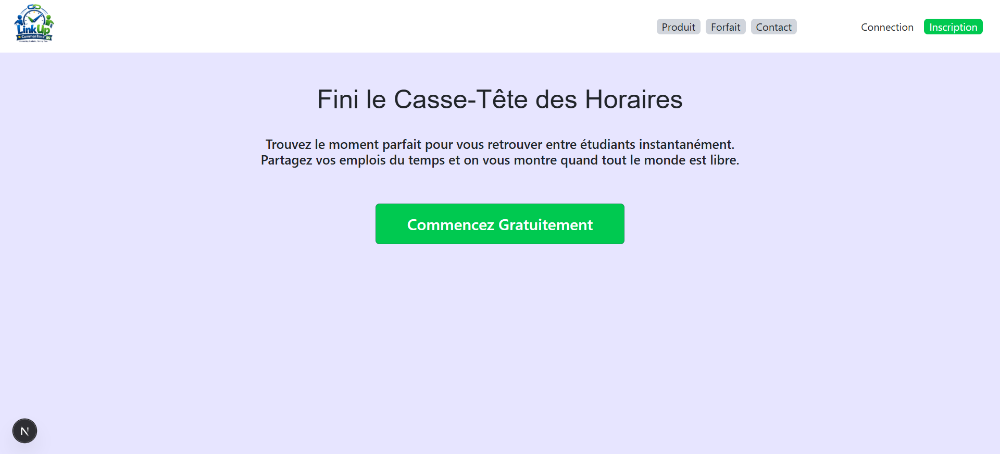 LinkUp
CommonTime
Produit Forfait Contact Connection Inscription
Fini le Casse-Tête des Horaires
Trouvez le moment parfait pour vous retrouver entre étudiants instantanément.
Partagez vos emplois du temps et on vous montre quand tout le monde est libre.
Commencez Gratuitement
N